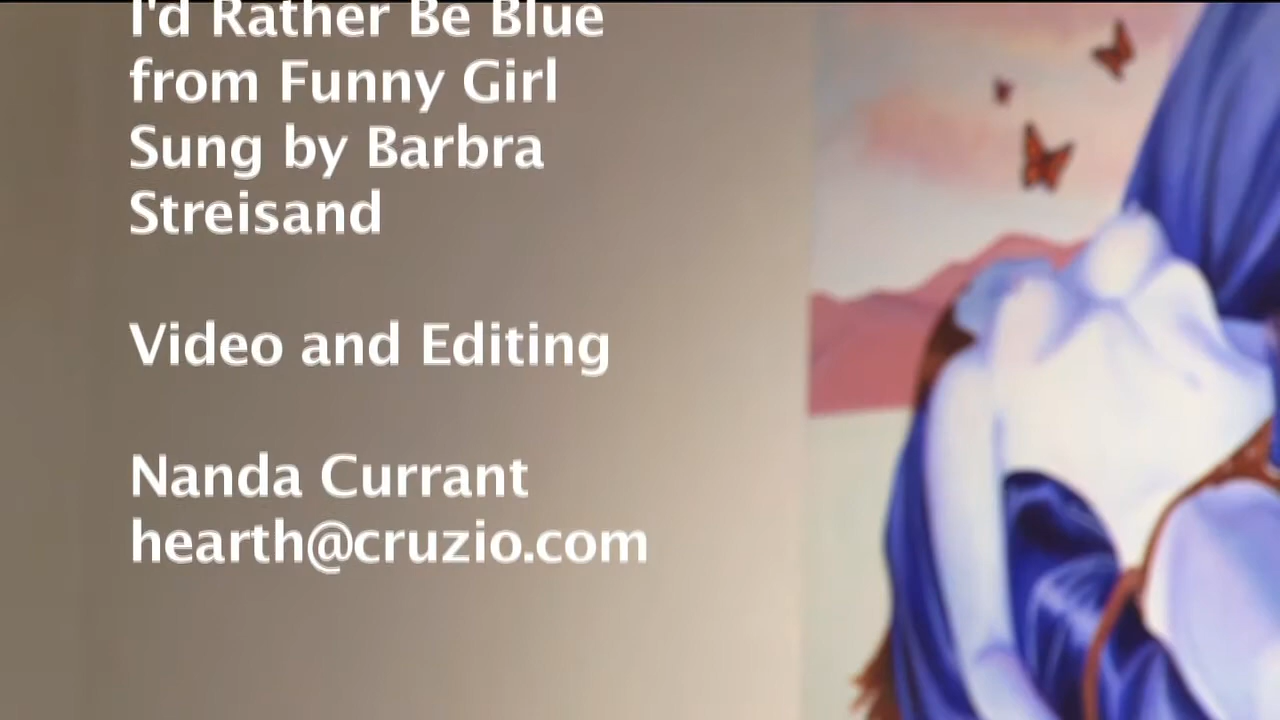 I'd Rather Be Blue
from Funny Girl
Sung by Barbra
Streisand
Video and Editing
Nanda Currant
hearth@cruzio.com